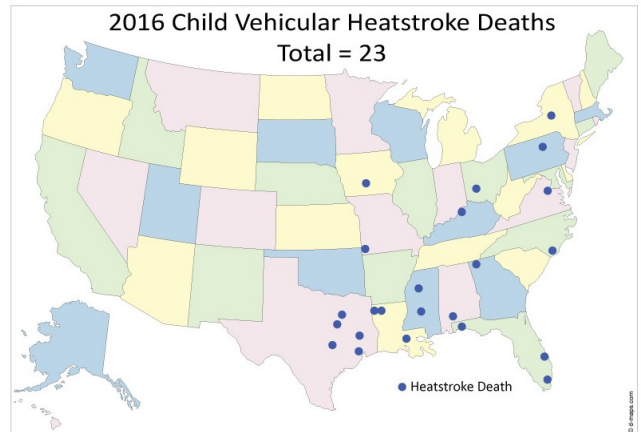 2016 Child Vehicular Heatstroke Deaths
Total = 23
Heatstroke Death
© d-maps.com